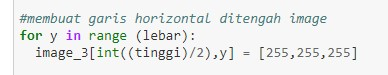 #membuat garis horizontal ditengah image
for y in range (lebar):
  image_3[int((tinggi)/2),y] = [255,255,255]